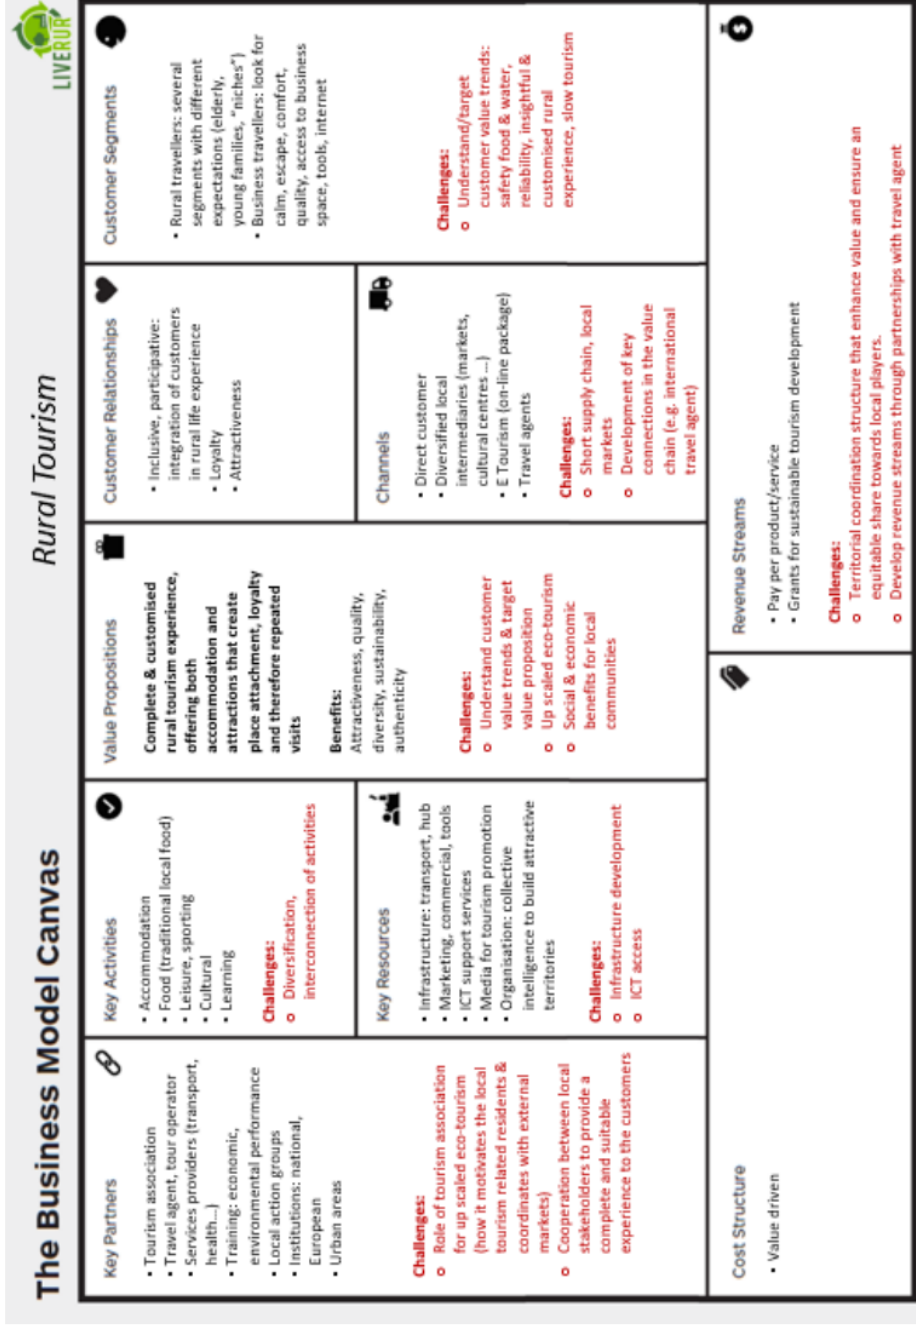 The Business Model Canvas
Rural Tourism
LIVERUR
Key Partners
• Tourism association
• Travel agent, tour operator
• Services providers (transport,
health...)
• Training: economic,
environmental performance
• Local action groups
• Institutions: national,
European
• Urban areas
Challenges:
o Role of tourism association
for up scaled eco-tourism
(how it motivates the local
tourism related residents &
coordinates with external
markets)
o Cooperation between local
stakeholders to provide a
complete and suitable
experience to the customers
Key Activities
• Accommodation
• Food (traditional local food)
• Leisure, sporting
• Cultural
• Learning
Challenges:
o Diversification,
interconnection of activities
Key Resources
• Infrastructure: transport, hub
• Marketing, commercial, tools
• ICT support services
• Media for tourism promotion
• Organisation: collective
intelligence to build attractive
territories
Challenges:
o Infrastructure development
o ICT access
Value Propositions
Complete & customised
rural tourism experience,
offering both
accommodation and
attractions that create
place attachment, loyalty
and therefore repeated
visits
Benefits:
Attractiveness, quality,
diversity, sustainability,
authenticity
Challenges:
o Understand customer
value trends & target
value proposition
o Up scaled eco-tourism
o Social & economic
benefits for local
communities
Customer Relationships
• Inclusive, participative:
integration of customers
in rural life experience
• Loyalty
• Attractiveness
Channels
• Direct customer
• Diversified local
intermediaries (markets,
cultural centres ...)
• E Tourism (on-line package)
• Travel agents
Challenges:
o Short supply chain, local
markets
o Development of key
connections in the value
chain (e.g. international
travel agent)
Customer Segments
• Rural travellers: several
segments with different
expectations (elderly,
young families, "niches")
• Business travellers: look for
calm, escape, comfort,
quality, access to business
space, tools, internet
Challenges:
o Understand/target
customer value trends:
safety food & water,
reliability, insightful &
customised rural
experience, slow tourism
Cost Structure
• Value driven
Revenue Streams
• Pay per product/service
• Grants for sustainable tourism development
Challenges:
o Territorial coordination structure that enhance value and ensure an
equitable share towards local players.
o Develop revenue streams through partnerships with travel agent